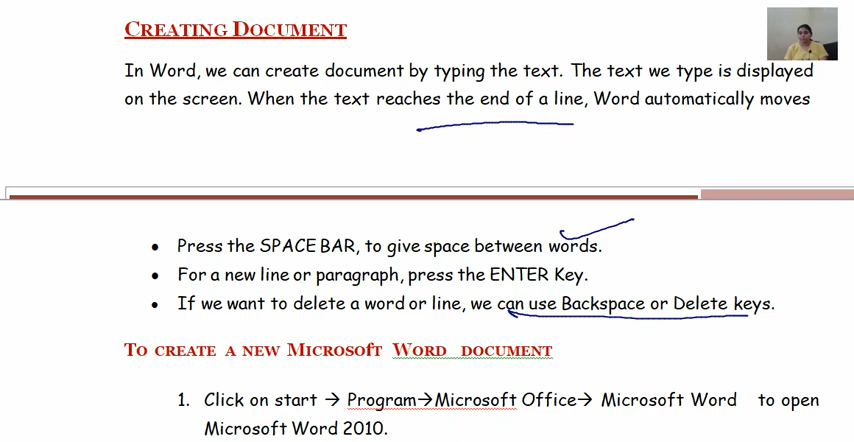 CREATING DOCUMENT
In Word, we can create document by typing the text. The text we type is displayed
on the screen. When the text reaches the end of a line, Word automatically moves
• Press the SPACE BAR, to give space between words.
• For a new line or paragraph, press the ENTER Key.
• If we want to delete a word or line, we can use Backspace or Delete keys.
TO CREATE A NEW MICROSOft WORD DOCUMENT
1. Click on start → Program→Microsoft Office→ Microsoft Word to open
Microsoft Word 2010.